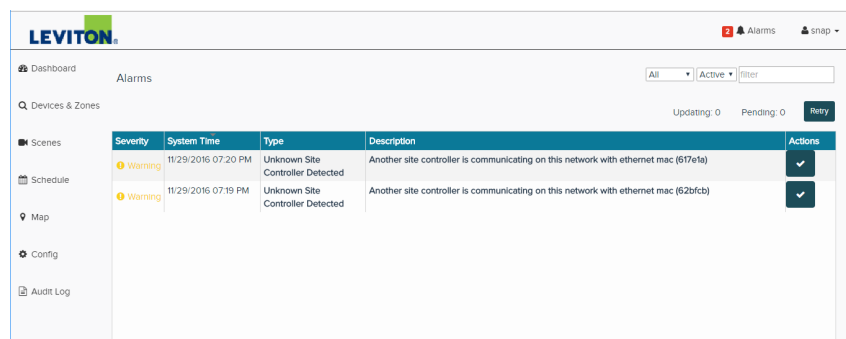 LEVITON®
2 Alarms
snap
Dashboard
Devices & Zones
Scenes
Schedule
Map
Config
Audit Log
Alarms
All
Active
filter
Updating: 0
Pending: 0
Retry
Severity
System Time
Type
Description
Actions
Warning
11/29/2016 07:20 PM
Unknown Site
Controller Detected
Another site controller is communicating on this network with ethernet mac (617e1a)
Warning
11/29/2016 07:19 PM
Unknown Site
Controller Detected
Another site controller is communicating on this network with ethernet mac (62bfcb)